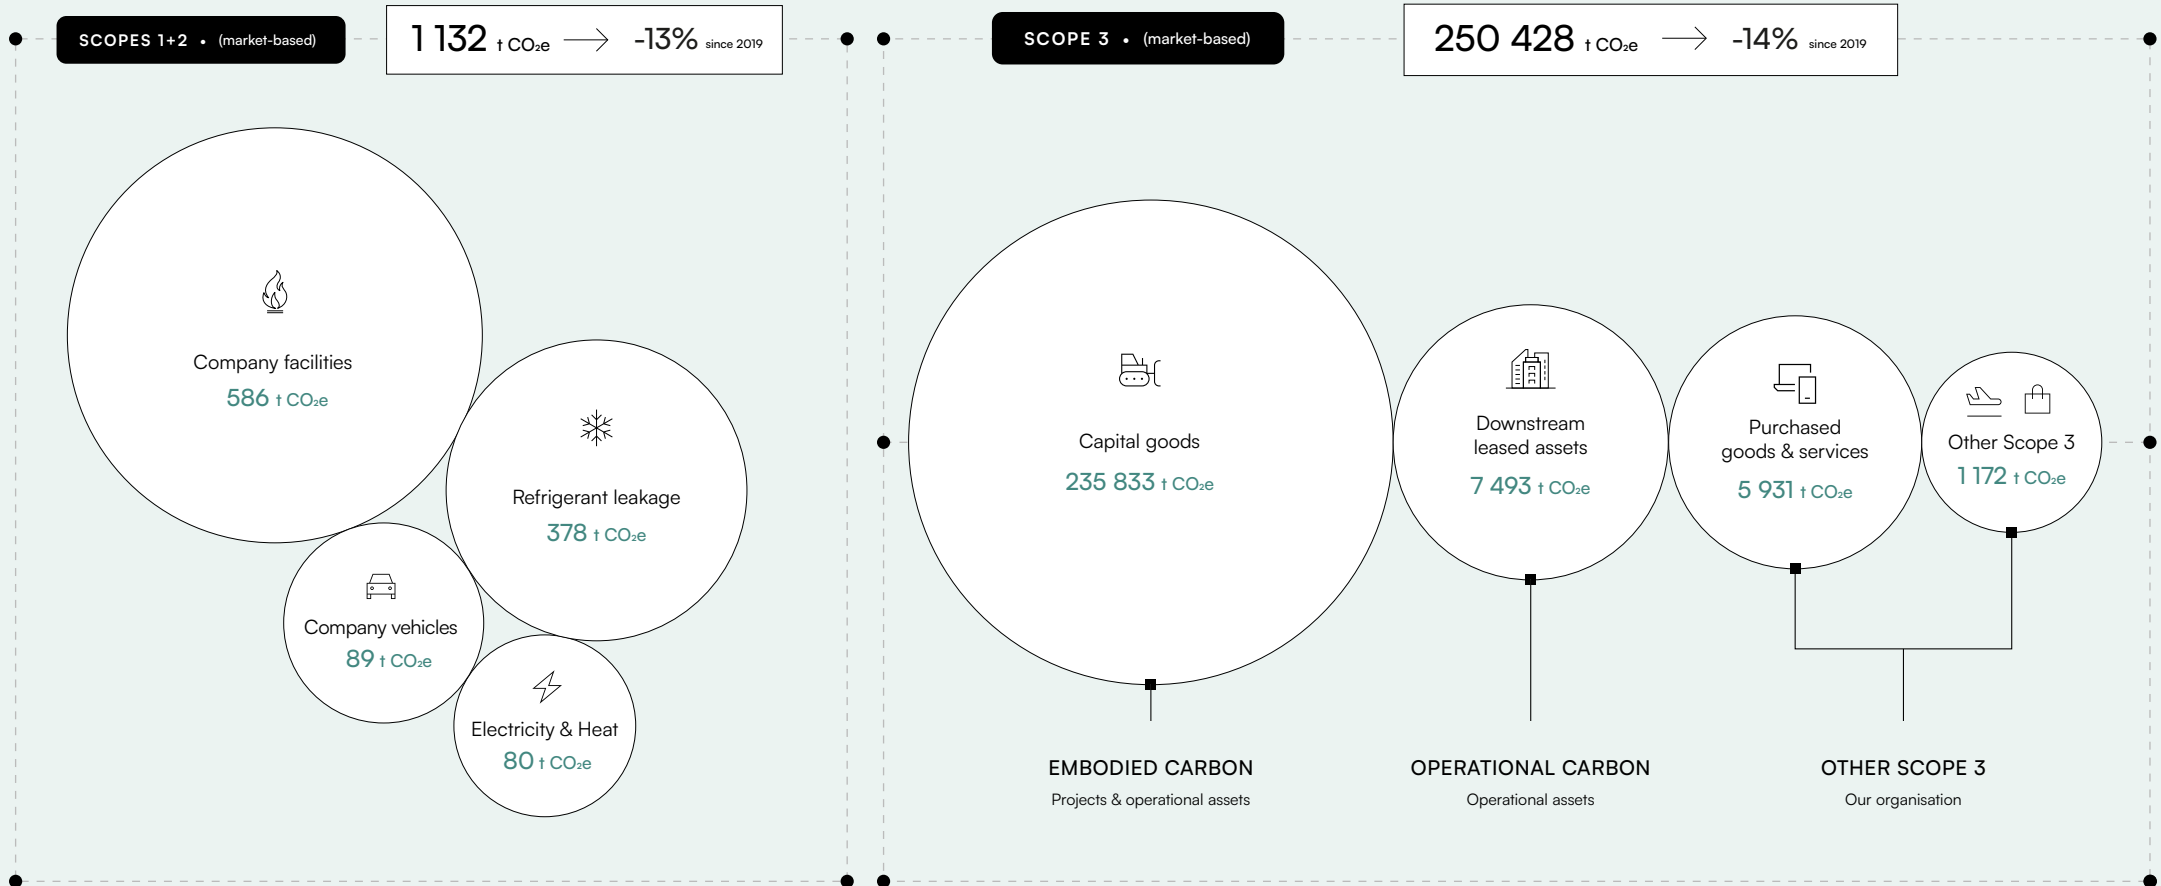 SCOPES 1+2 • (market-based)
1 132 t CO₂e → -13% since 2019
Company facilities
586 t CO₂e
Refrigerant leakage
378 t CO₂e
Company vehicles
89 t CO₂e
Electricity & Heat
80 t CO₂e
SCOPE 3 • (market-based)
250 428 t CO₂e → -14% since 2019
Capital goods
235 833 t CO₂e
Downstream
leased assets
7 493 t CO₂e
Purchased
goods & services
5 931 t CO₂e
Other Scope 3
1 172 t CO₂e
EMBODIED CARBON
Projects & operational assets
OPERATIONAL CARBON
Operational assets
OTHER SCOPE 3
Our organisation